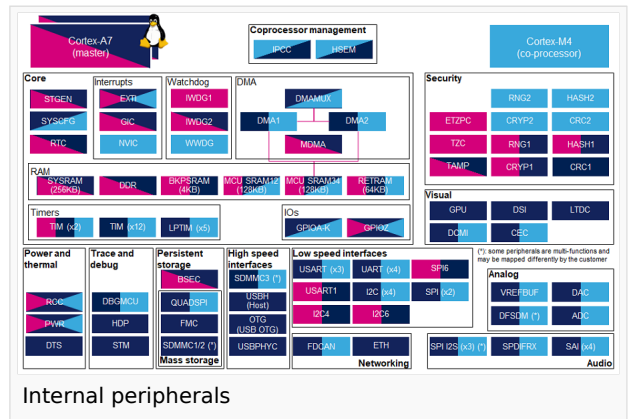 Cortex-A7
(master)
Coprocessor management
IPCC
HSEM
Cortex-M4
(co-processor)
Core
STGEN
SYSCFG
RTC
Interrupts
EXTI
GIC
NVIC
Watchdog
IWDG1
IWDG2
WWDG
DMA
DMAMUX
DMA1
DMA2
MDMA
Security
RNG2
HASH2
ETZPC
CRYP2
CRC2
TZC
RNG1
HASH1
TAMP
CRYP1
CRC1
RAM
SYSRAM
(256KB)
DDR
BKPSRAM
(4KB)
MCU SRAM12
(128KB)
MCU SRAM34
(128KB)
RETRAM
(64KB)
Timers
TIM (x2)
TIM (x12)
LPTIM (x5)
IOs
GPIOA-K
GPIOZ
Visual
GPU
DSI
LTDC
DCMI
CEC
Power and
thermal
RCC
PWR
DTS
Trace and
debug
DBGMCU
HDP
STM
Persistent
storage
BSEC
QUADSPI
FMC
SDMMC1/2 (*)
Mass storage
High speed
interfaces
SDMMC3 (*)
USBH
(Host)
OTG
(USB OTG)
USBPHYC
Low speed interfaces
USART (x3)
UART (x4)
SPI6
USART1
I2C (x4)
SPI (x2)
I2C4
I2C6
(*): some peripherals are multi-functions and
may be mapped differently by the customer
Analog
VREFBUF
DAC
DFSDM (*)
ADC
FDCAN
ETH
Networking
SPI I2S (x3) (*)
SPDIFRX
SAI (x4)
Audio
Internal peripherals